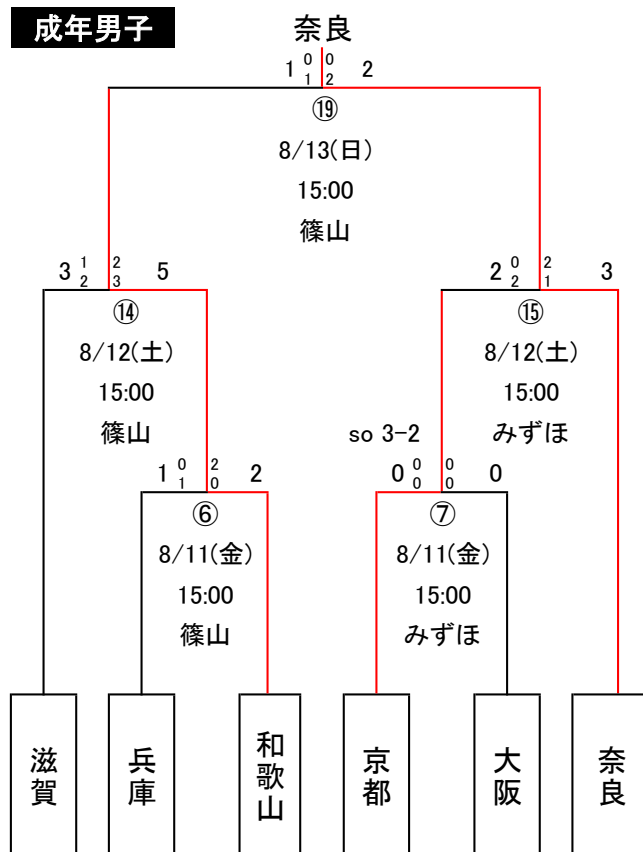 成年男子
奈良
1 0 0 2
1 2
⑲
8/13(日)
15:00
篠山
3 1 2 5
2 3
⑭
8/12(土)
15:00
篠山
2 0 2 3
2 1
⑮
8/12(土)
15:00
みずほ
so 3-2
1 0 2 2
1 0
⑥
8/11(金)
15:00
篠山
0 0 0 0
0 0
⑦
8/11(金)
15:00
みずほ
滋賀
兵庫
和歌山
京都
大阪
奈良